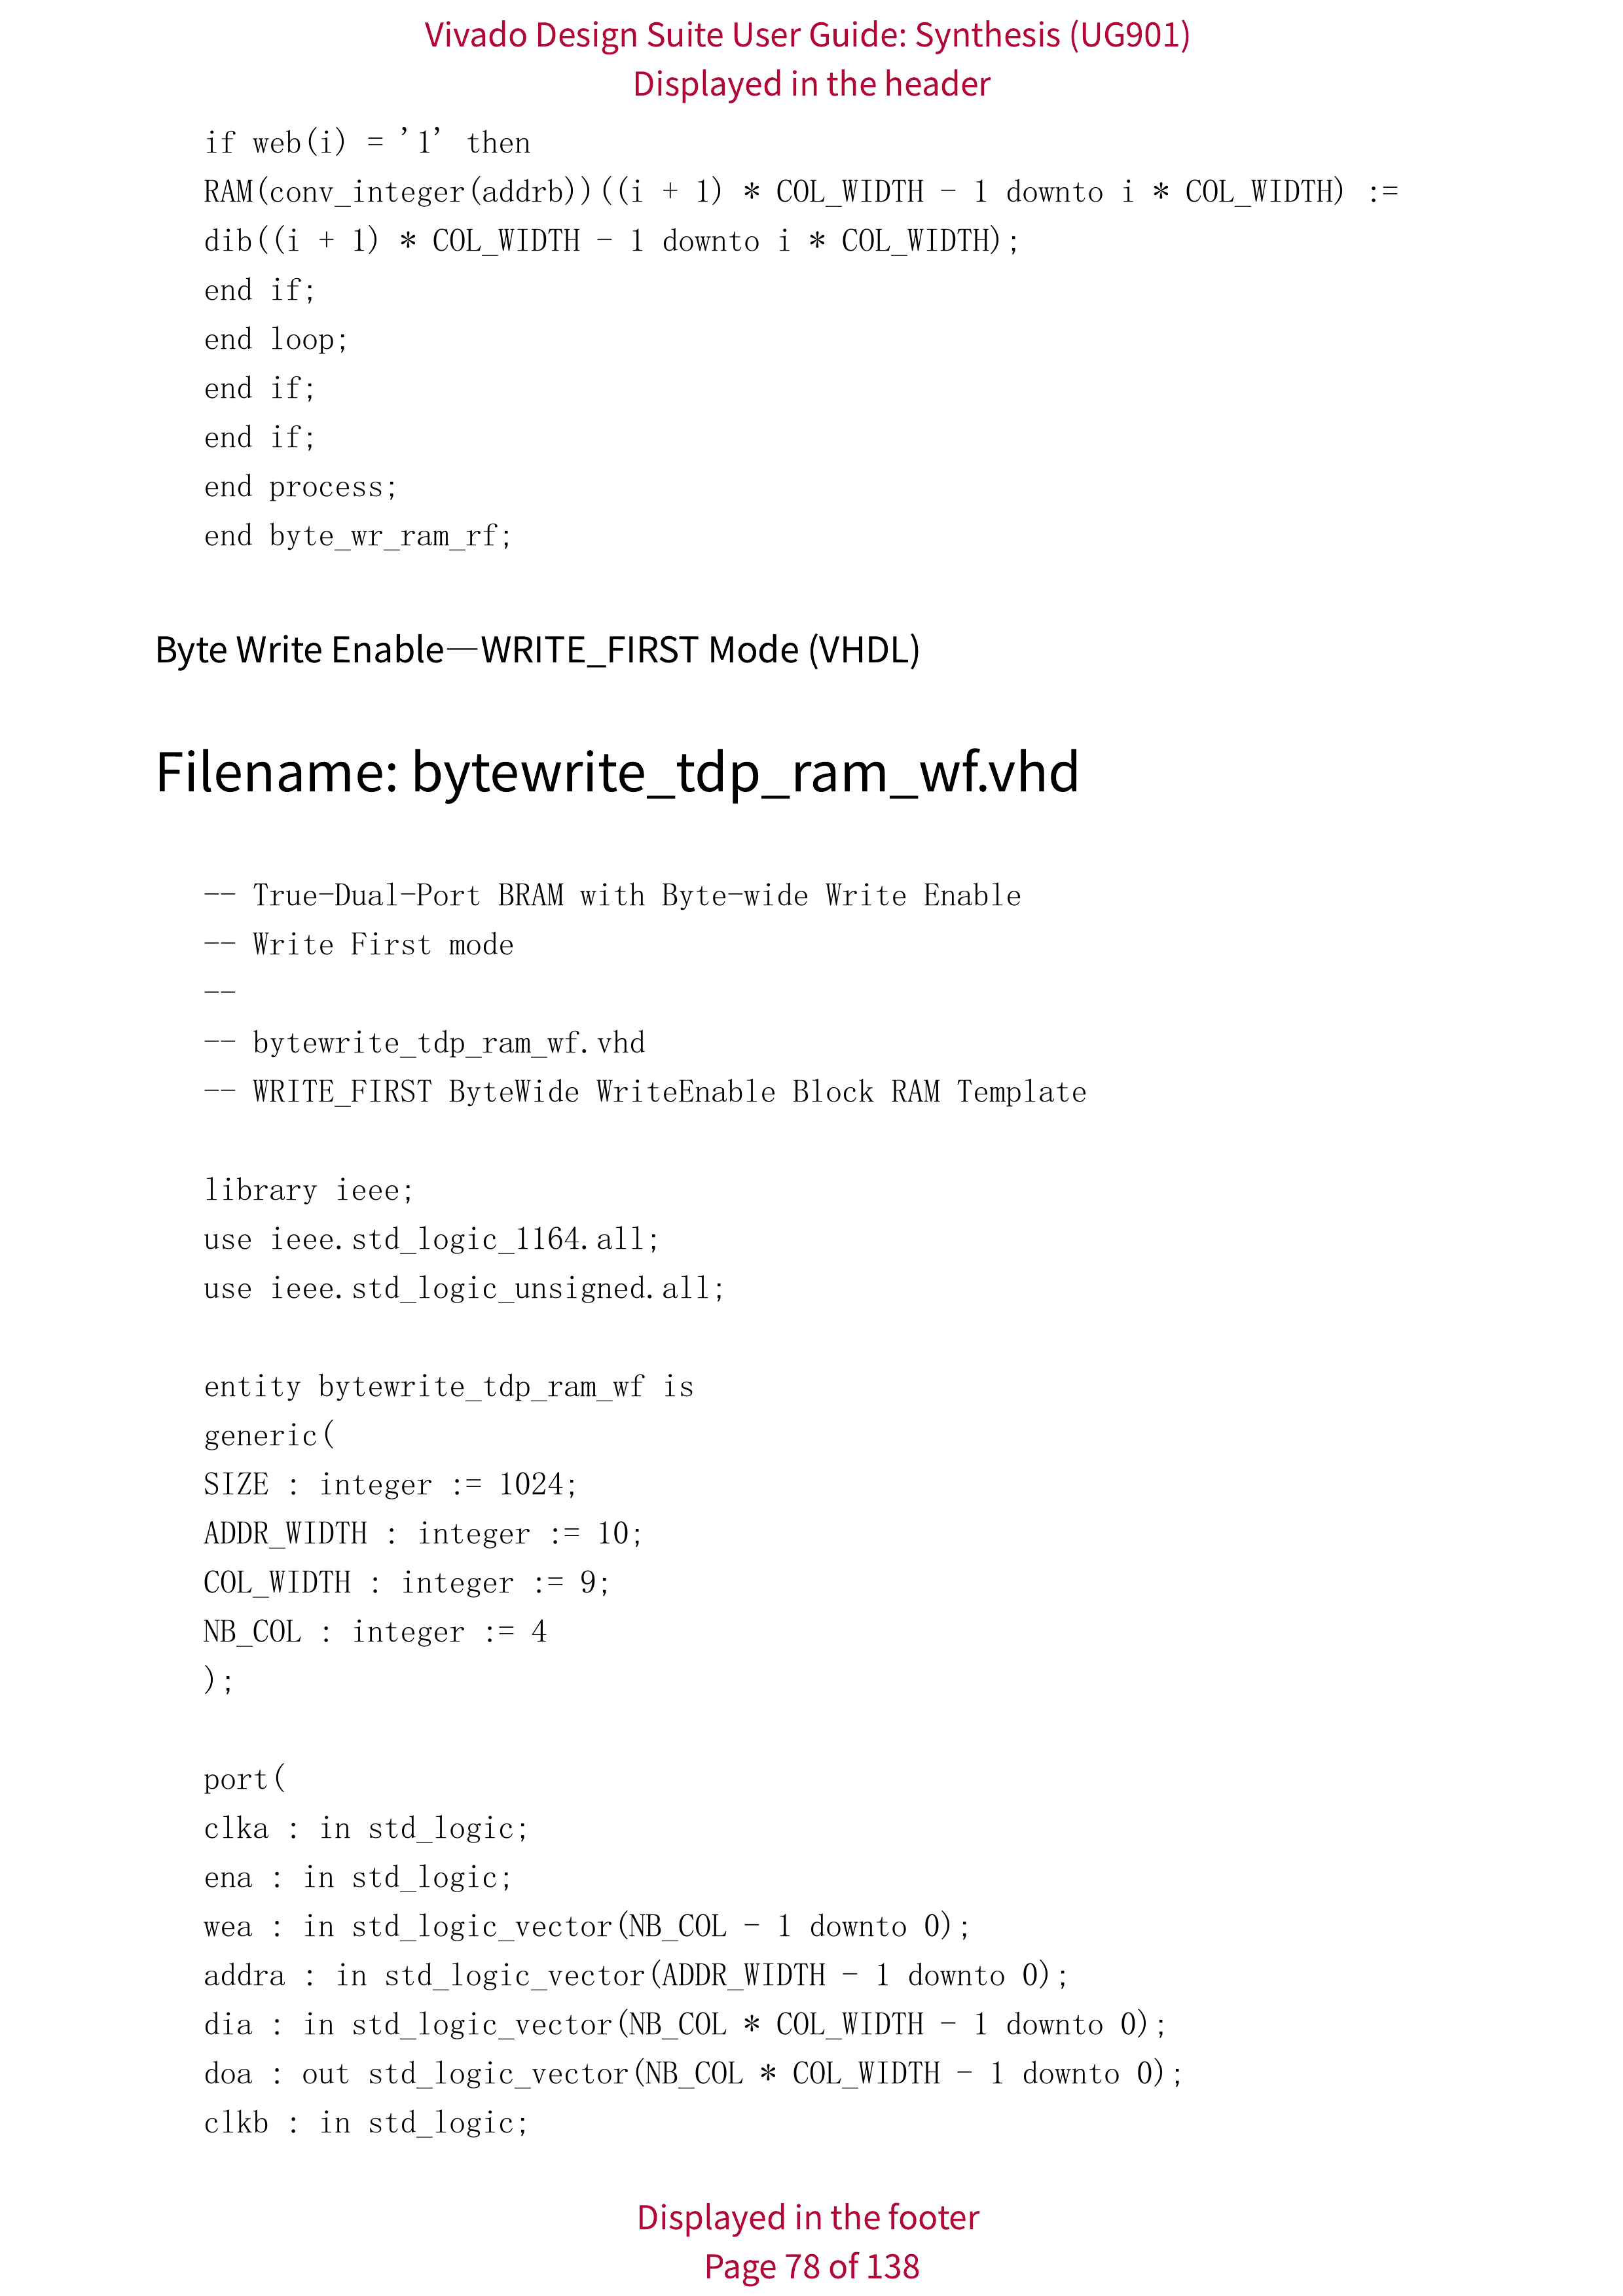 Vivado Design Suite User Guide: Synthesis (UG901)
Displayed in the header
if web(i) = '1' then
RAM(conv_integer(addrb))((i + 1) * COL_WIDTH - 1 downto i * COL_WIDTH) :=
dib((i + 1) * COL_WIDTH - 1 downto i * COL_WIDTH);
end if;
end loop;
end if;
end if;
end process;
end byte_wr_ram_rf;
Byte Write Enable—WRITE_FIRST Mode (VHDL)
Filename: bytewrite_tdp_ram_wf.vhd
-- True-Dual-Port BRAM with Byte-wide Write Enable
-- Write First mode
--
-- bytewrite_tdp_ram_wf.vhd
-- WRITE_FIRST ByteWide WriteEnable Block RAM Template
library ieee;
use ieee.std_logic_1164.all;
use ieee.std_logic_unsigned.all;
entity bytewrite_tdp_ram_wf is
generic(
SIZE : integer := 1024;
ADDR_WIDTH : integer := 10;
COL_WIDTH : integer := 9;
NB_COL : integer := 4
);
port(
clka : in std_logic;
ena : in std_logic;
wea : in std_logic_vector(NB_COL - 1 downto 0);
addra : in std_logic_vector(ADDR_WIDTH - 1 downto 0);
dia : in std_logic_vector(NB_COL * COL_WIDTH - 1 downto 0);
doa : out std_logic_vector(NB_COL * COL_WIDTH - 1 downto 0);
clkb : in std_logic;
Displayed in the footer
Page 78 of 138